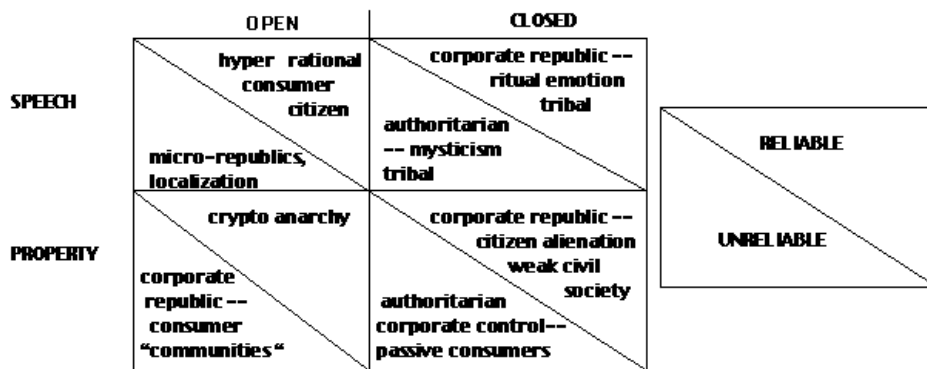 OPEN CLOSED
SPEECH
hyper rational
consumer
citizen
micro-republics,
localization
corporate republic --
ritual emotion
tribal
authoritarian
-- mysticism
tribal
PROPERTY
crypto anarchy
corporate
republic --
consumer
“communities“
corporate republic --
citizen alienation
weak civil
society
authoritarian
corporate control--
passive consumers
RELIABLE
UNRELIABLE